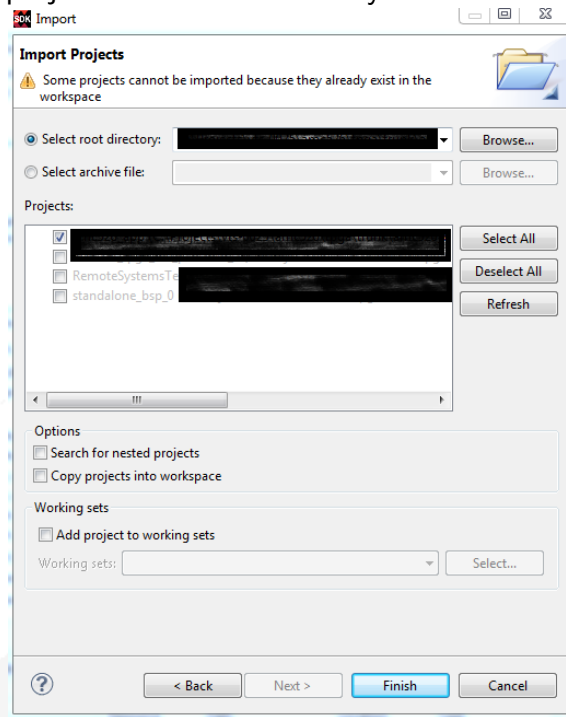 SDK Import
Import Projects
Some projects cannot be imported because they already exist in the
workspace
Select root directory:
Browse...
Select archive file:
Browse...
Projects:
Select All
Deselect All
RemoteSystemsTe
standalone_bsp_0
Refresh
Options
Search for nested projects
Copy projects into workspace
Working sets
Add project to working sets
Working sets:
Select...
? < Back Next > Finish Cancel